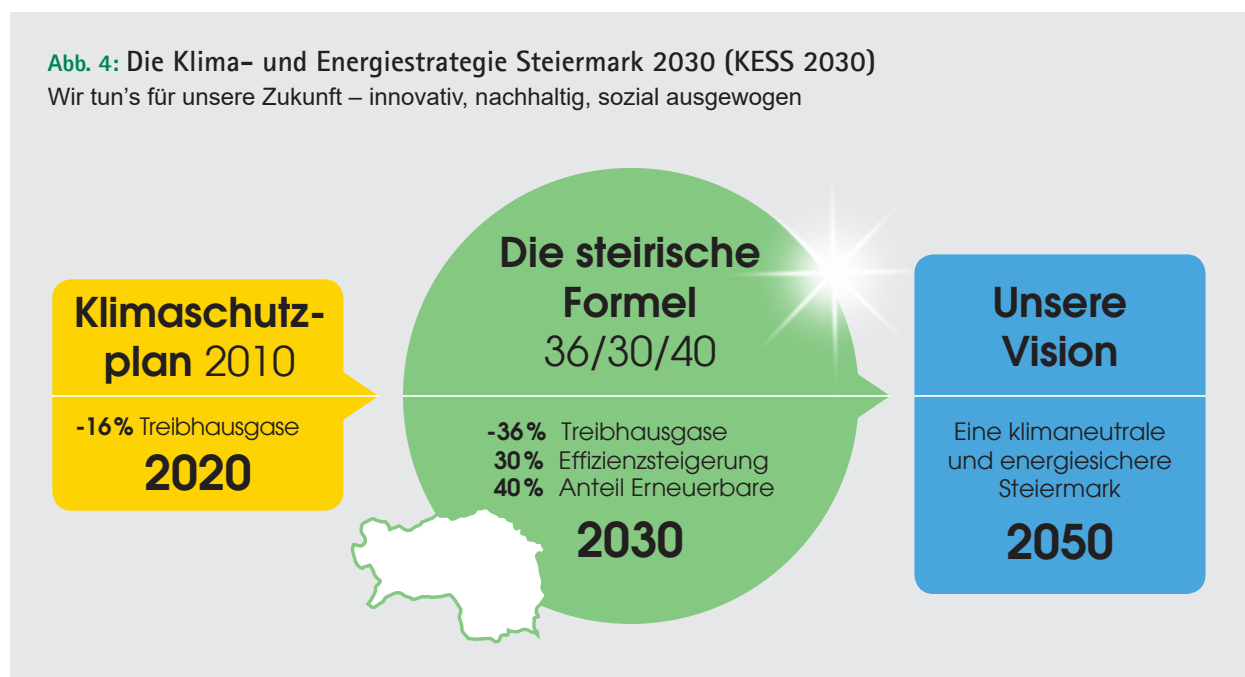 Abb. 4: Die Klima- und Energiestrategie Steiermark 2030 (KESS 2030)
Wir tun's für unsere Zukunft – innovativ, nachhaltig, sozial ausgewogen
Klimaschutz-
plan 2010
-16% Treibhausgase
2020
Die steirische
Formel
36/30/40
-36% Treibhausgase
30% Effizienzsteigerung
40% Anteil Erneuerbare
2030
Unsere
Vision
Eine klimaneutrale
und energiesichere
Steiermark
2050